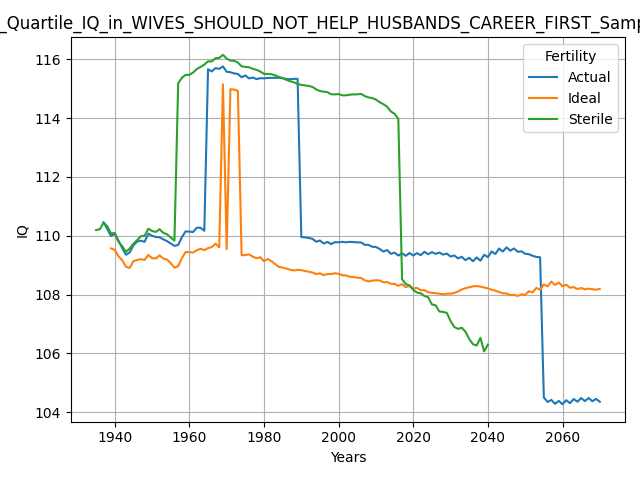 _Quartile_IQ_in_WIVES_SHOULD_NOT_HELP_HUSBANDS_CAREER_FIRST_Samp
Fertility
Actual
Ideal
Sterile
IQ
116
114
112
110
108
106
104
1940 1960 1980 2000 2020 2040 2060
Years